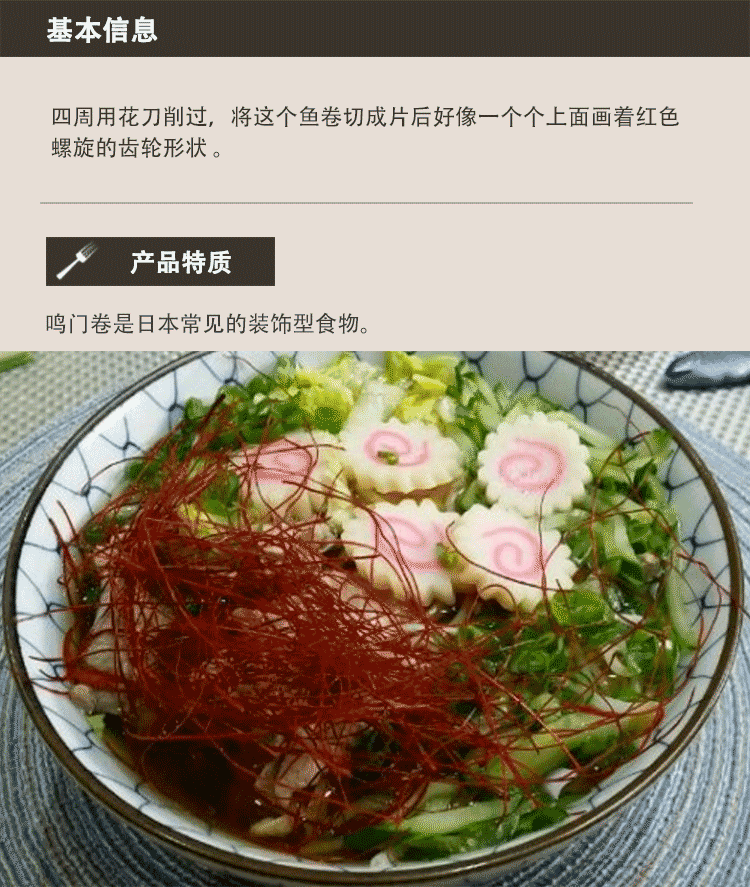 基本信息
四周用花刀削过，将这个鱼卷切成片后好像一个个上面画着红色
螺旋的齿轮形状。
产品特质
鸣门卷是日本常见的装饰型食物。